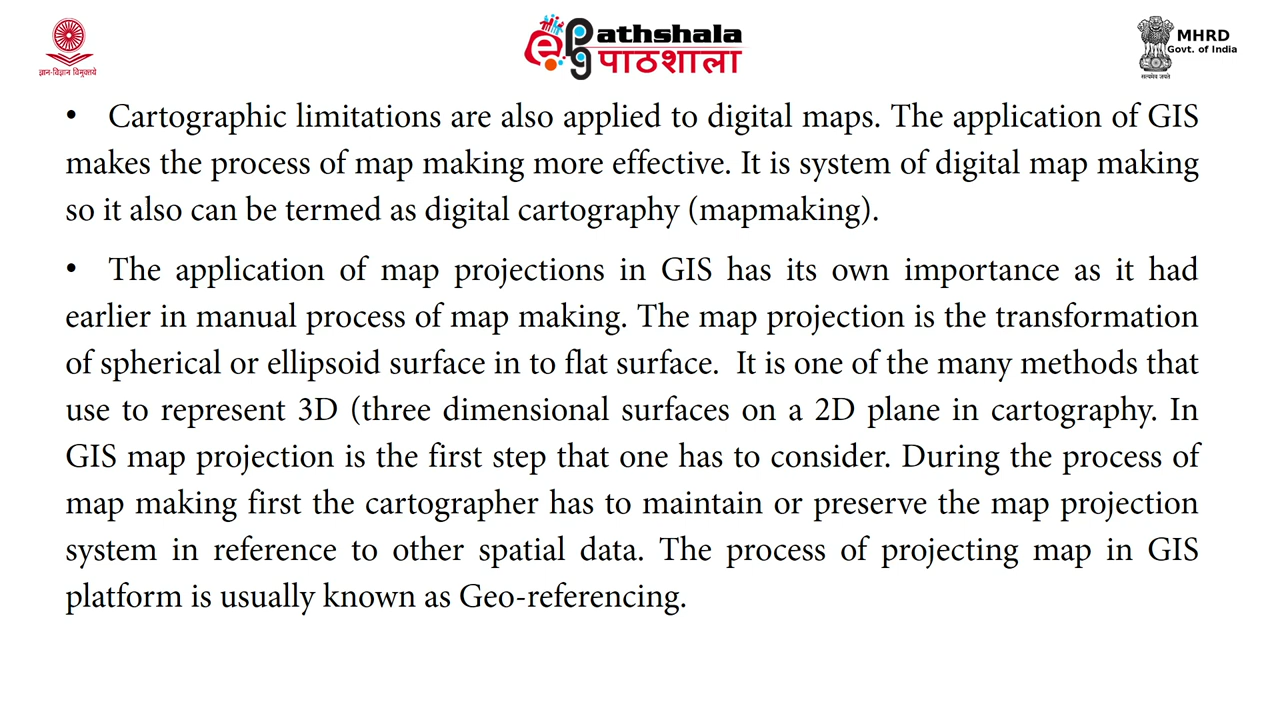 ज्ञान-विज्ञान विमुक्तये
ePG
athshala
पाठशाला
MHRD
Govt. of India
सत्यमेव जयते
• Cartographic limitations are also applied to digital maps. The application of GIS
makes the process of map making more effective. It is system of digital map making
so it also can be termed as digital cartography (mapmaking).
• The application of map projections in GIS has its own importance as it had
earlier in manual process of map making. The map projection is the transformation
of spherical or ellipsoid surface in to flat surface.  It is one of the many methods that
use to represent 3D (three dimensional surfaces on a 2D plane in cartography. In
GIS map projection is the first step that one has to consider. During the process of
map making first the cartographer has to maintain or preserve the map projection
system in reference to other spatial data. The process of projecting map in GIS
platform is usually known as Geo-referencing.